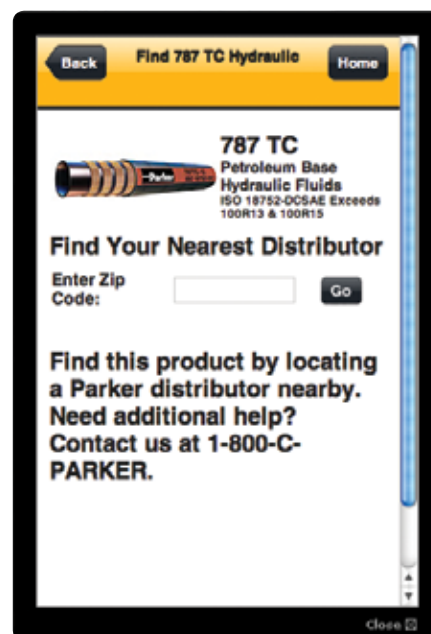 Back
Find 787 TC Hydraulic
Home
Parker
787 TC
Petroleum Base
Hydraulic Fluids
ISO 18752-DCSAE Exceeds
100R13 & 100R15
Find Your Nearest Distributor
Enter Zip
Code:
Go
Find this product by locating
a Parker distributor nearby.
Need additional help?
Contact us at 1-800-C-
PARKER.
Close